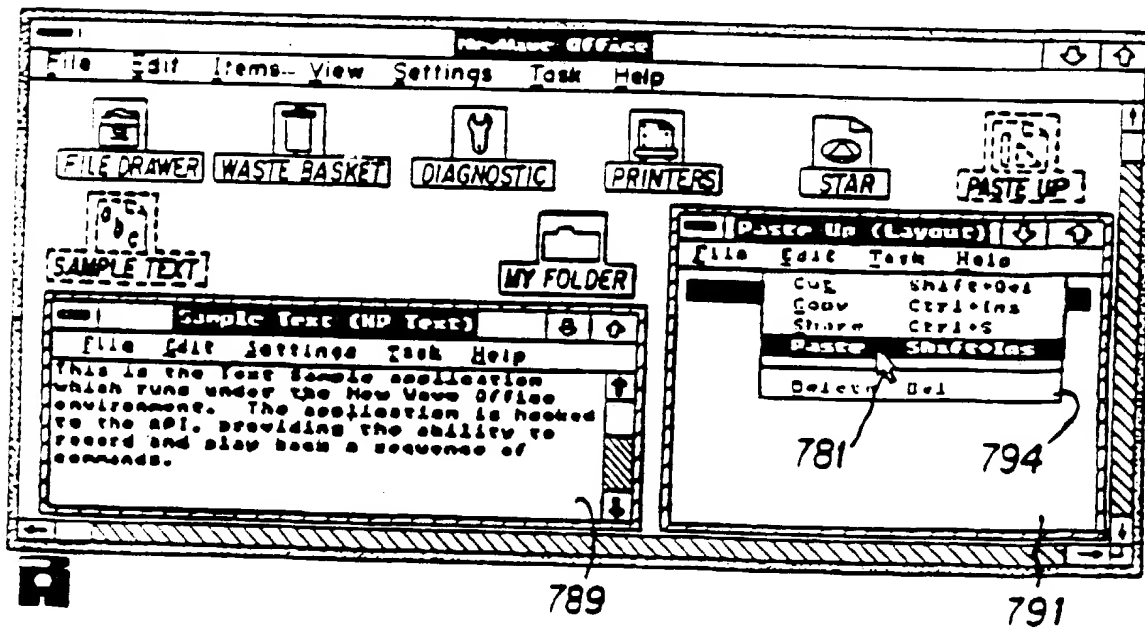 NewWave Office
File Edit Items View Settings Task Help
FILE DRAWER WASTE BASKET DIAGNOSTIC PRINTERS STAR PASTE UP
SAMPLE TEXT MY FOLDER
Paste Up (Layout)
File Edit Task Help
Cut Shift+Del
Copy Ctrl+Ins
Share Ctrl+S
Paste Shift+Ins
Delete Del
Sample Text (HP Text)
File Edit Settings Task Help
This is the Text Sample application
which runs under the New Wave Office
environment. The application is hooked
to the API, providing the ability to
record and play back a sequence of
commands.
abc
781 794
789 791